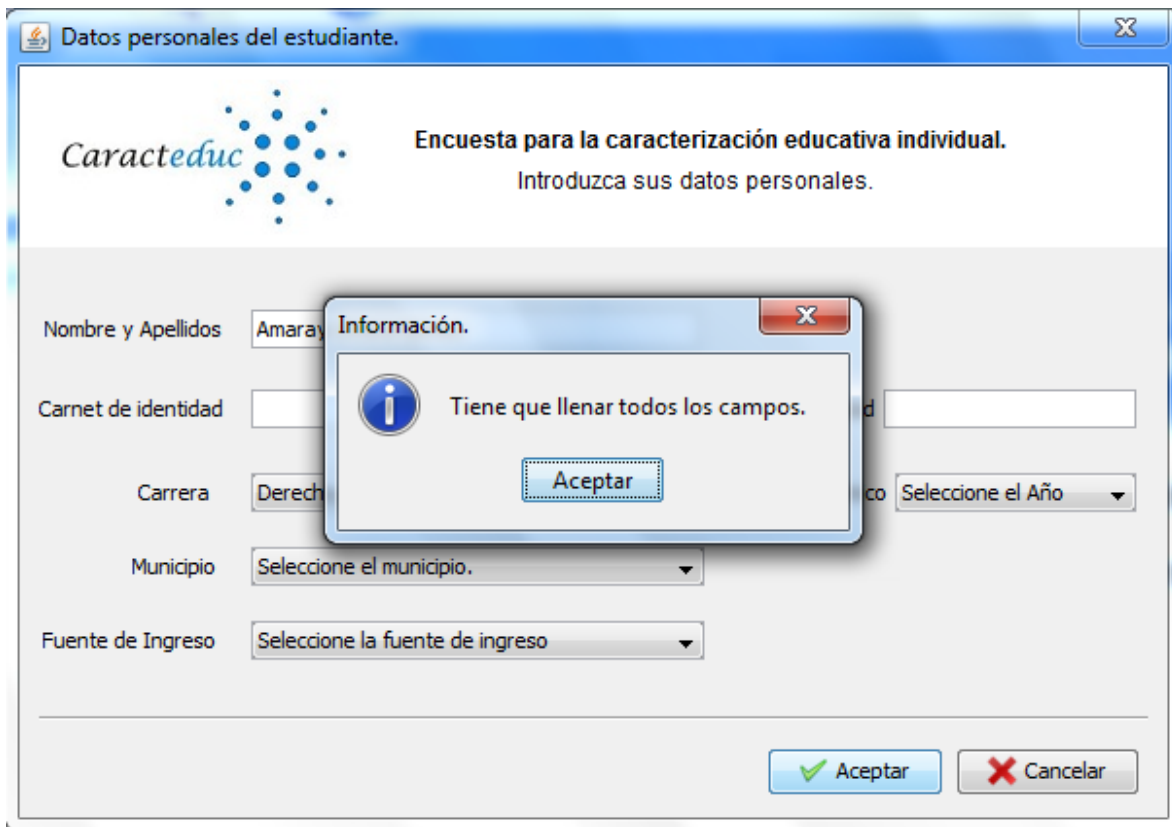 Datos personales del estudiante.
Caracteduc
Encuesta para la caracterización educativa individual.
Introduzca sus datos personales.
Nombre y Apellidos Amaray
Información.
Tiene que llenar todos los campos.
Aceptar
Carnet de identidad
Carrera Derech
Seleccione el Año
Municipio Seleccione el municipio.
Fuente de Ingreso Seleccione la fuente de ingreso
Aceptar Cancelar